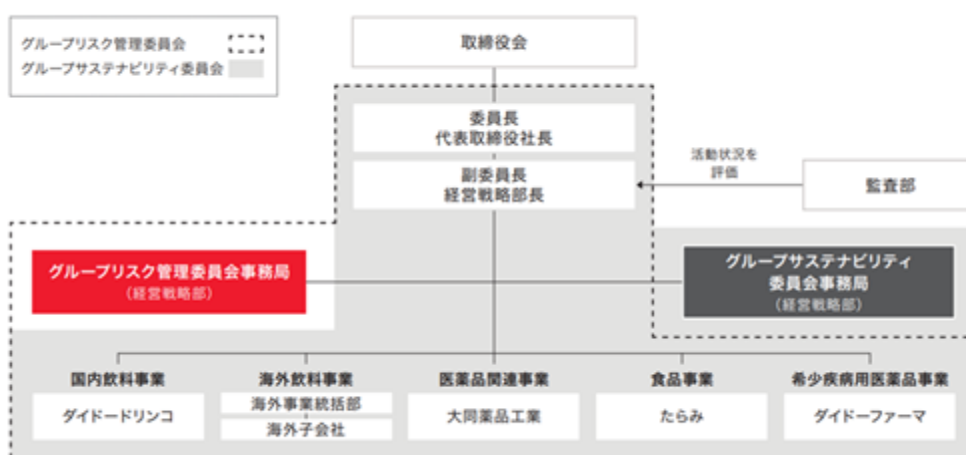 グループリスク管理委員会
グループサステナビリティ委員会
取締役会
委員長
代表取締役社長
副委員長
経営戦略部長
活動状況を
評価
監査部
グループリスク管理委員会事務局
(経営戦略部)
グループサステナビリティ
委員会事務局
(経営戦略部)
国内飲料事業
海外飲料事業
医薬品関連事業
食品事業
希少疾病用医薬品事業
ダイドードリンコ
海外事業統括部
海外子会社
大同薬品工業
たらみ
ダイドーファーマ